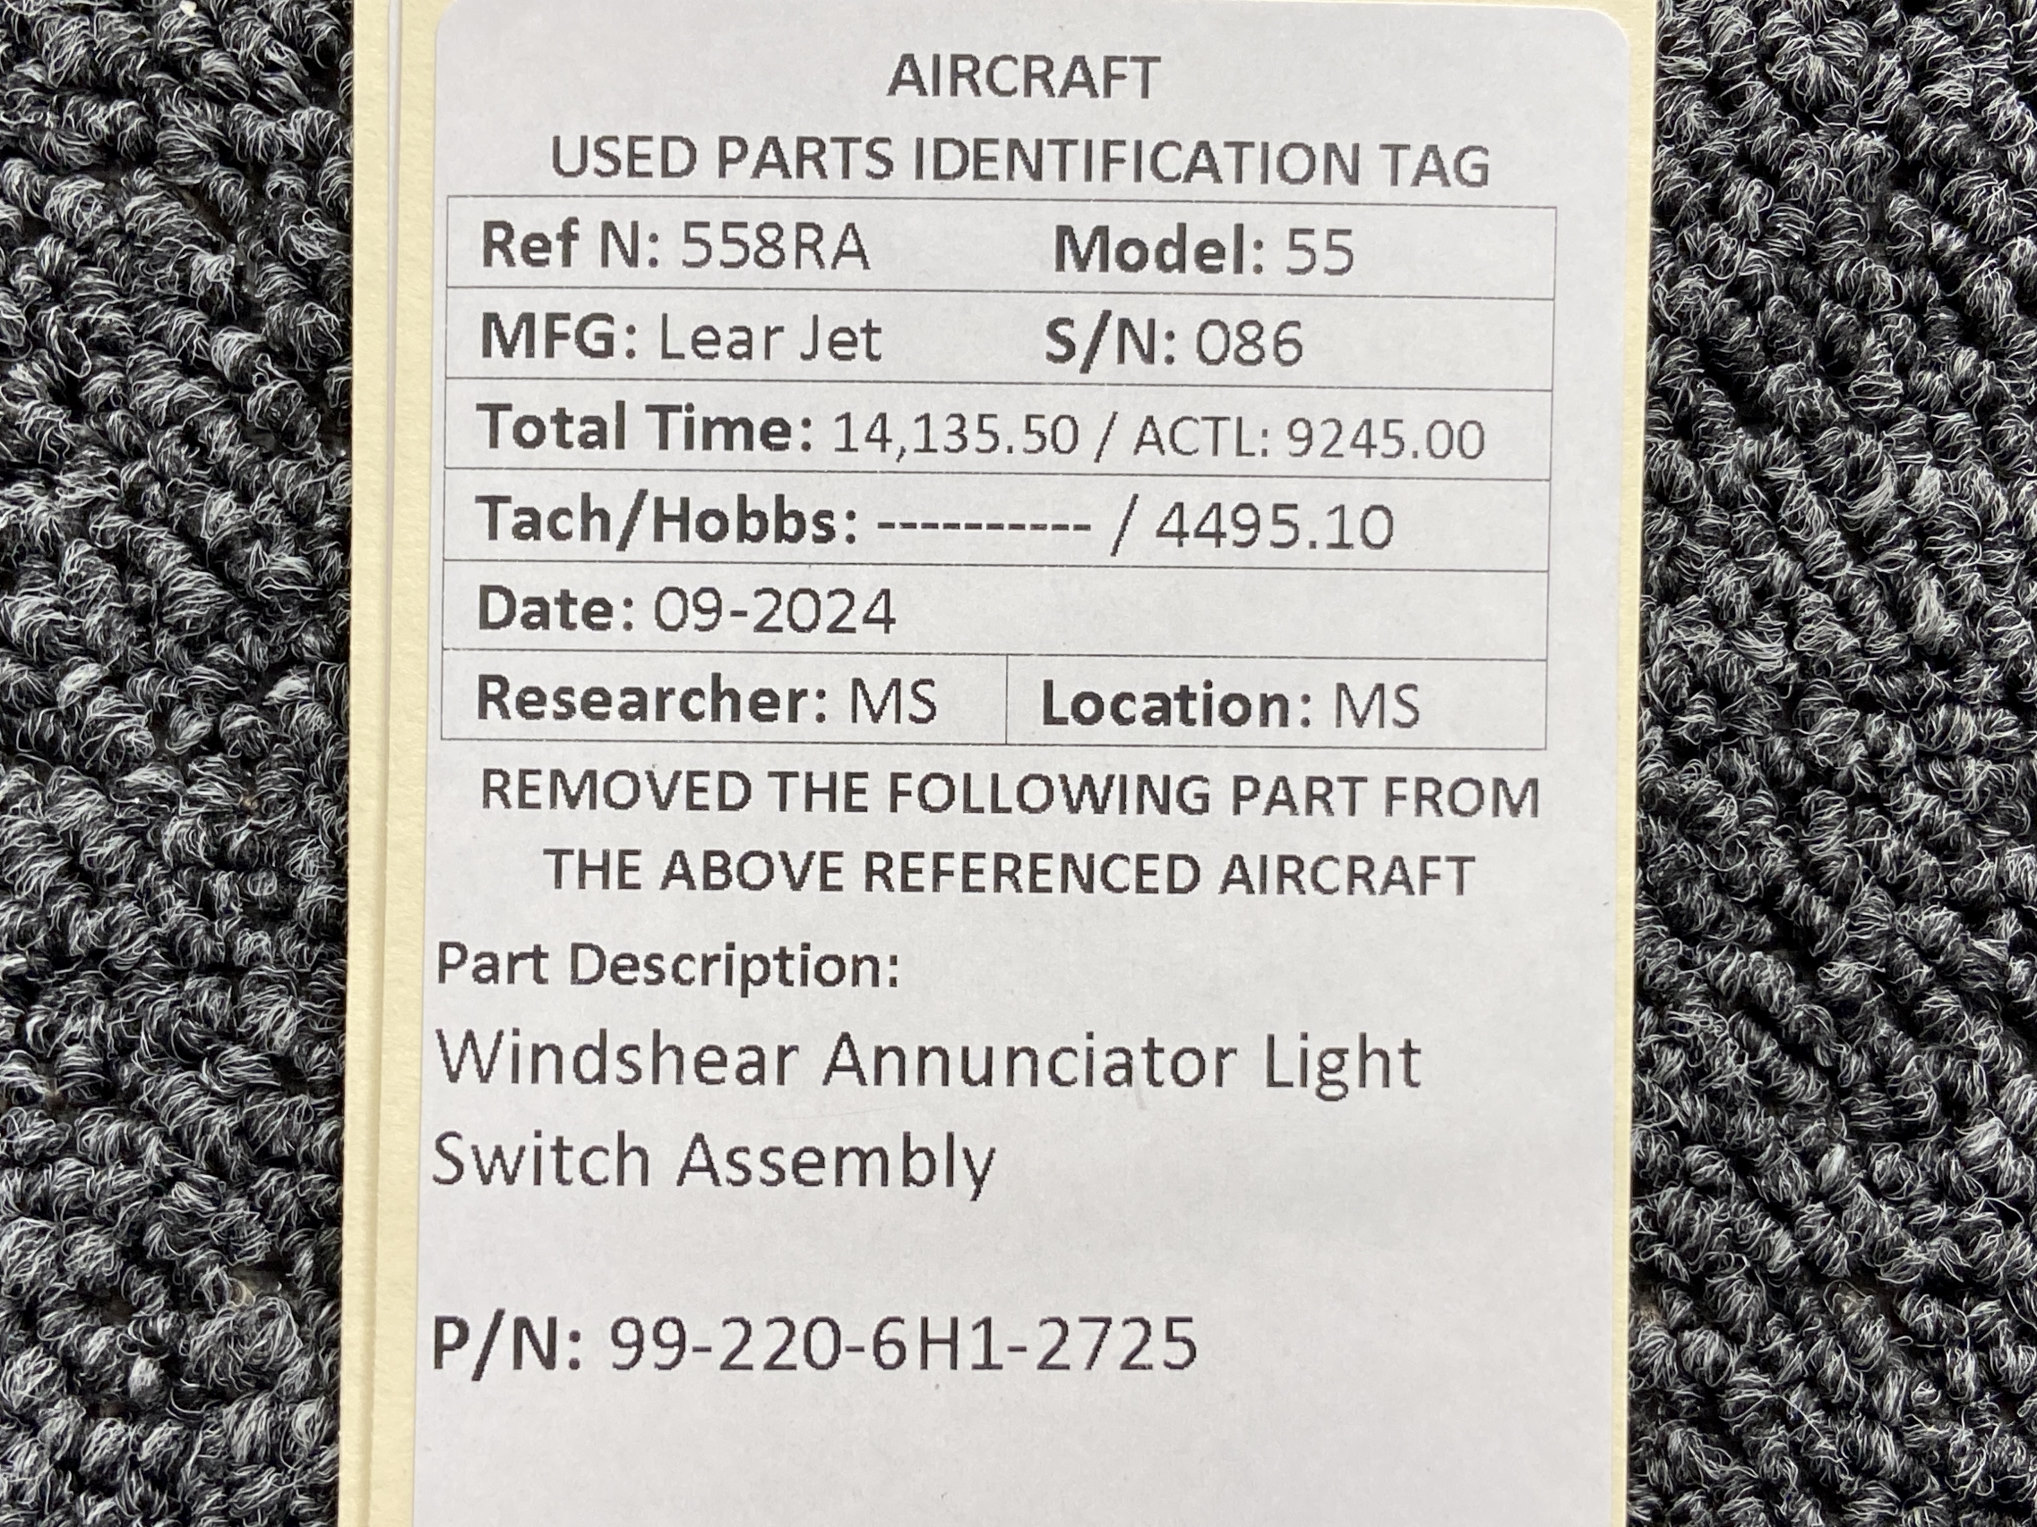 AIRCRAFT
USED PARTS IDENTIFICATION TAG
Ref N: 558RA Model: 55
MFG: Lear Jet S/N: 086
Total Time: 14,135.50 / ACTL: 9245.00
Tach/Hobbs: ---------- / 4495.10
Date: 09-2024
Researcher: MS Location: MS
REMOVED THE FOLLOWING PART FROM
THE ABOVE REFERENCED AIRCRAFT
Part Description:
Windshear Annunciator Light
Switch Assembly
P/N: 99-220-6H1-2725